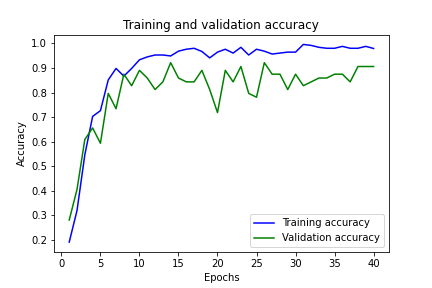 Training and validation accuracy
1.0
0.9
0.8
0.7
0.6
0.5
0.4
0.3
0.2
Accuracy
Training accuracy
Validation accuracy
0 5 10 15 20 25 30 35 40
Epochs